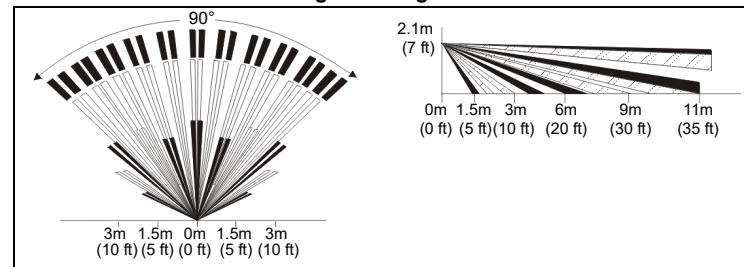 90°
3m 1.5m 0m 1.5m 3m
(10 ft) (5 ft) (0 ft) (5 ft) (10 ft)
2.1m
(7 ft)
0m 1.5m 3m 6m 9m 11m
(0 ft) (5 ft) (10 ft) (20 ft) (30 ft) (35 ft)